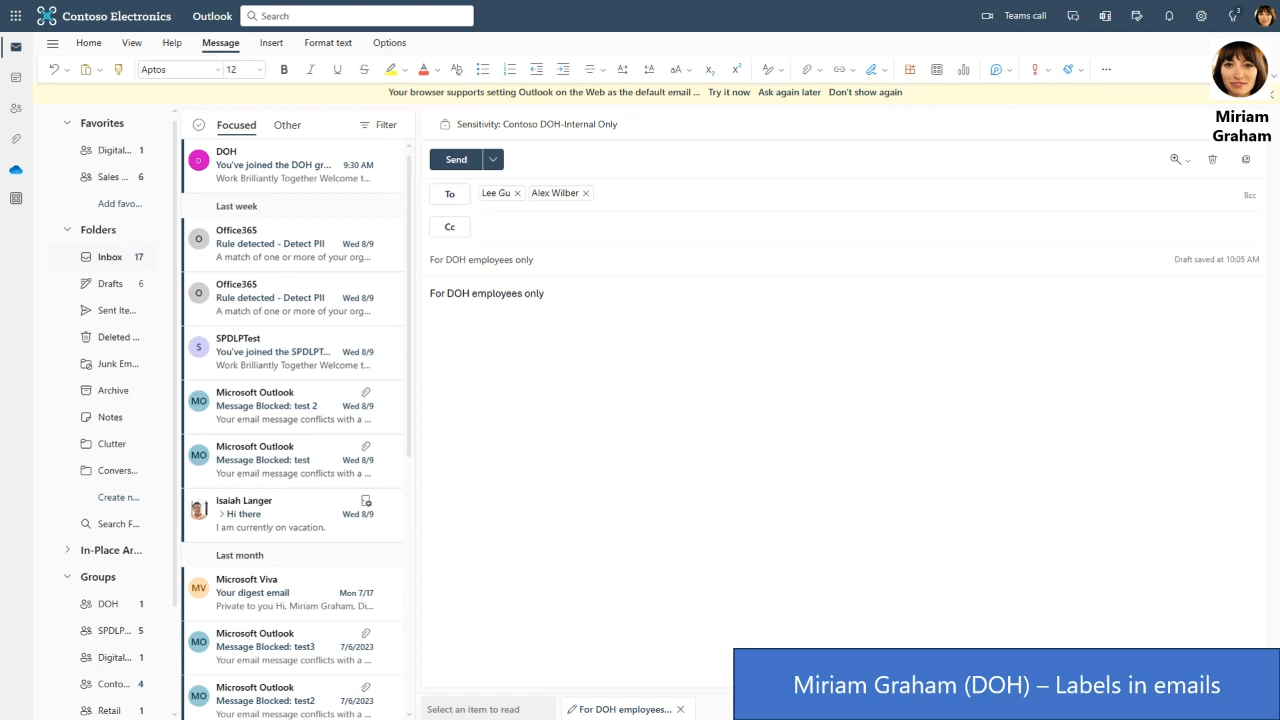 Contoso Electronics
Outlook
Search
Teams call
3
Home
View
Help
Message
Insert
Format text
Options
Aptos
12
B
I
U
Your browser supports setting Outlook on the Web as the default email ...
Try it now
Ask again later
Don't show again
Miriam
Graham
Favorites
Digital... 1
Sales ... 6
Add favo...
Folders
Inbox 17
Drafts 6
Sent Ite...
Deleted ...
Junk Em...
Archive
Notes
Clutter
Convers...
Create n...
Search F...
In-Place Ar...
Groups
DOH 1
SPDLP... 5
Digital... 1
Conto... 4
Retail 1
Focused
Other
Filter
D
DOH
You've joined the DOH gr... 9:30 AM
Work Brilliantly Together Welcome t...
Last week
O
Office365
Rule detected - Detect PII Wed 8/9
A match of one or more of your org...
O
Office365
Rule detected - Detect PII Wed 8/9
A match of one or more of your org...
S
SPDLPTest
You've joined the SPDLPT... Wed 8/9
Work Brilliantly Together Welcome t...
MO
Microsoft Outlook
Message Blocked: test 2 Wed 8/9
Your email message conflicts with a ...
MO
Microsoft Outlook
Message Blocked: test Wed 8/9
Your email message conflicts with a ...
Isaiah Langer
Hi there Wed 8/9
I am currently on vacation.
Last month
MV
Microsoft Viva
Your digest email Mon 7/17
Private to you Hi, Miriam Graham, Di...
MO
Microsoft Outlook
Message Blocked: test3 7/6/2023
Your email message conflicts with a ...
MO
Microsoft Outlook
Message Blocked: test2 7/6/2023
Your email message conflicts with a ...
Sensitivity: Contoso DOH-Internal Only
Send
To
Lee Gu
Alex Wilber
Bcc
Cc
For DOH employees only
Draft saved at 10:05 AM
For DOH employees only
Select an item to read
For DOH employees...
Miriam Graham (DOH) – Labels in emails